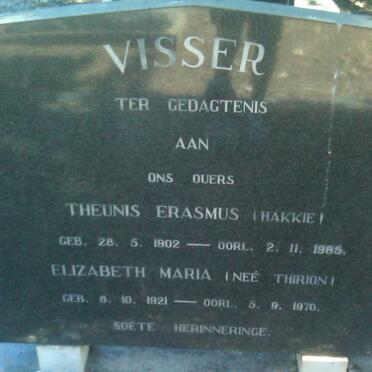 VISSER
TER GEDAGTENIS
AAN
ONS OUERS
THEUNIS ERASMUS (HAKKIE)
GEB. 28. 5. 1902 — OORL. 2. 11. 1985.
ELIZABETH MARIA (NEÉ THIRION)
GEB. 8. 10. 1921 — OORL. 5. 9. 1970.
SOETE HERINNERINGE.